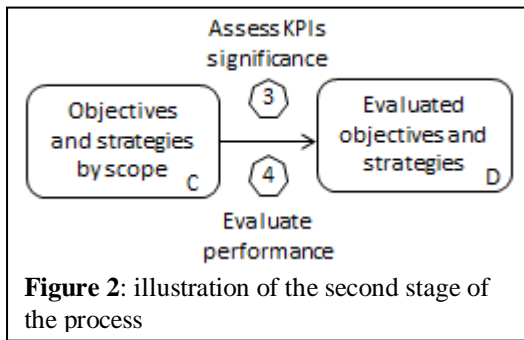 Assess KPIs
significance
3
Objectives
and strategies
by scope
C
Evaluated
objectives and
strategies
D
4
Evaluate
performance
Figure 2: illustration of the second stage of
the process